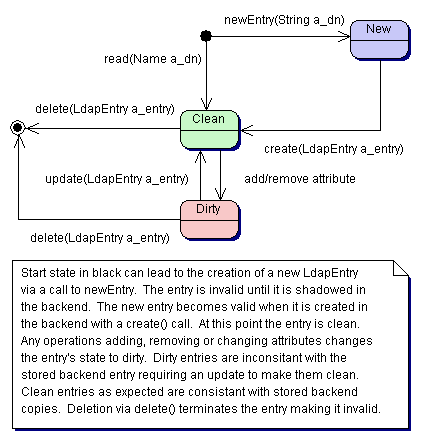 newEntry(String a_dn)
New
read(Name a_dn)
delete(LdapEntry a_entry)
Clean
create(LdapEntry a_entry)
update(LdapEntry a_entry)
add/remove attribute
Dirty
delete(LdapEntry a_entry)
Start state in black can lead to the creation of a new LdapEntry
via a call to newEntry. The entry is invalid until it is shadowed in
the backend. The new entry becomes valid when it is created in
the backend with a create() call. At this point the entry is clean.
Any operations adding, removing or changing attributes changes
the entry's state to dirty. Dirty entries are inconsitant with the
stored backend entry requiring an update to make them clean.
Clean entries as expected are consistant with stored backend
copies. Deletion via delete() terminates the entry making it invalid.